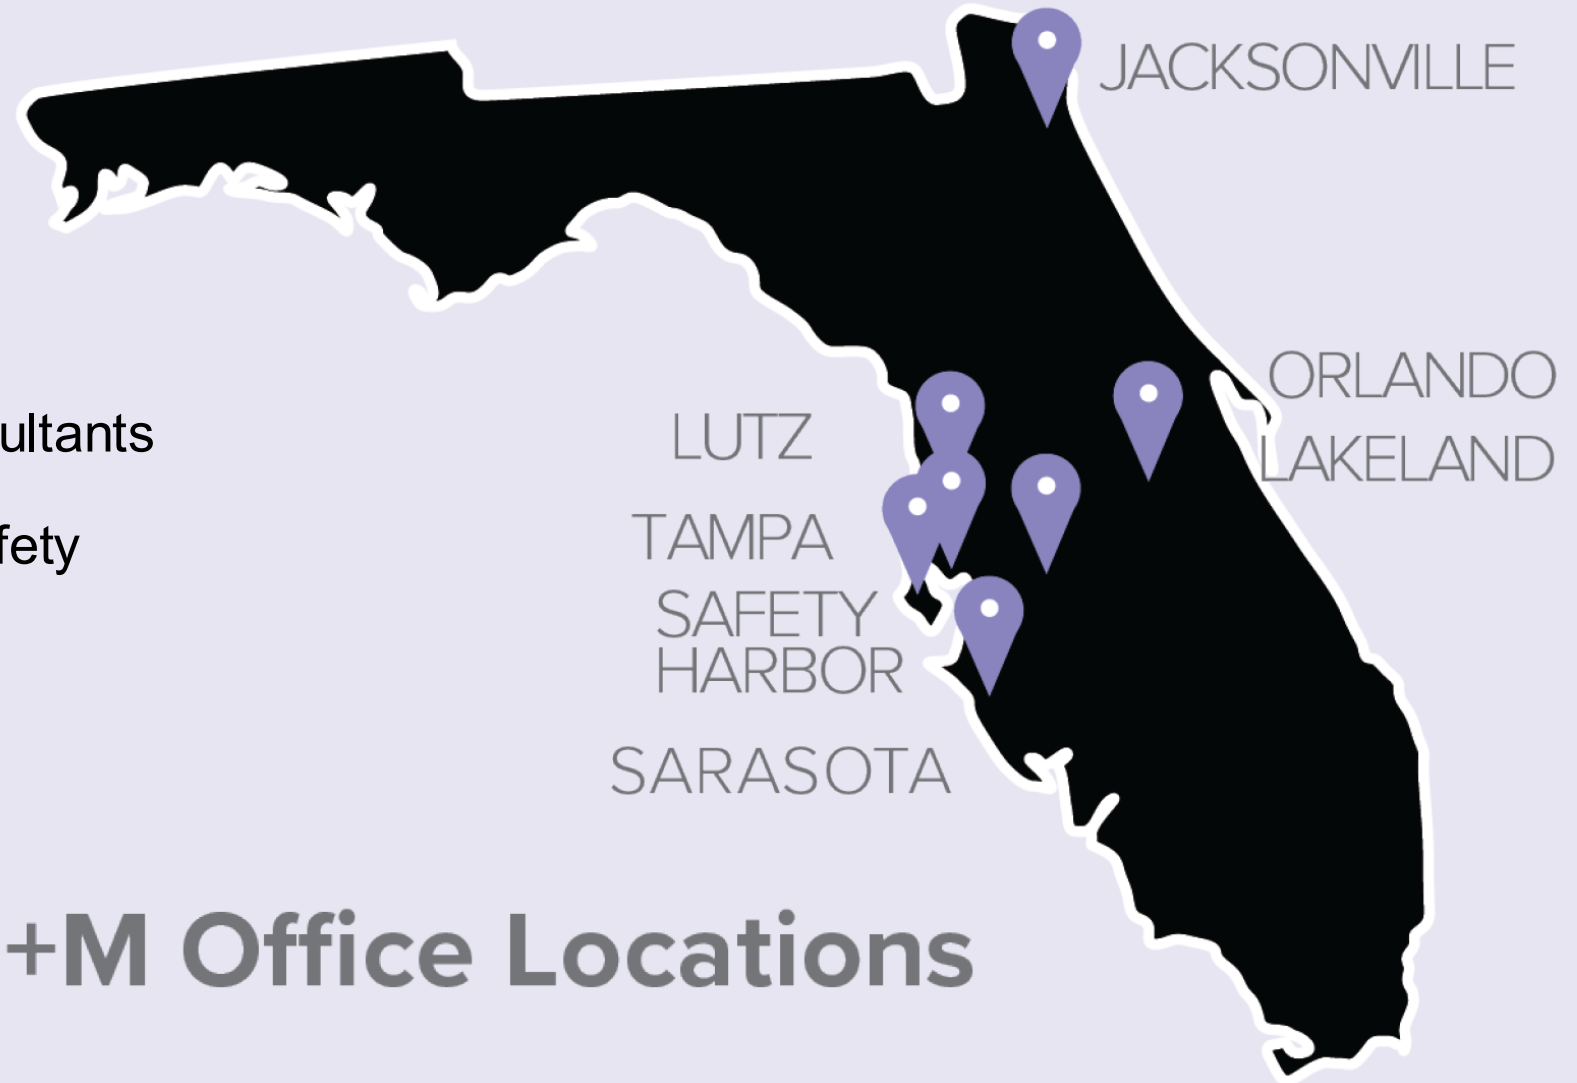 JACKSONVILLE
ORLANDO
LAKELAND
LUTZ
TAMPA
SAFETY
HARBOR
SARASOTA
ultants
fety
+M Office Locations